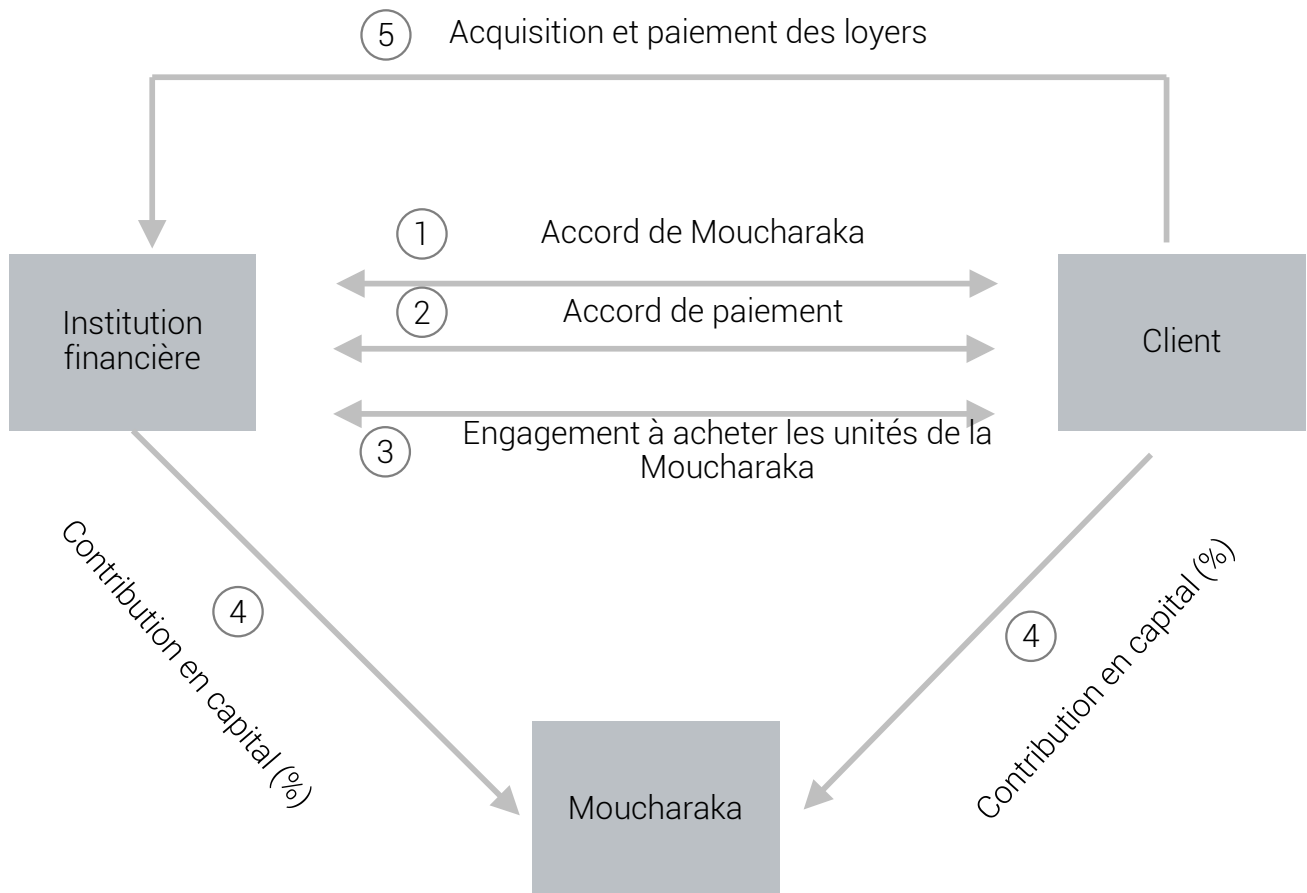 5 Acquisition et paiement des loyers
1 Accord de Moucharaka
2 Accord de paiement
Institution
financière
Client
3 Engagement à acheter les unités de la
Moucharaka
Contribution en capital (%)
4
4
Contribution en capital (%)
Moucharaka